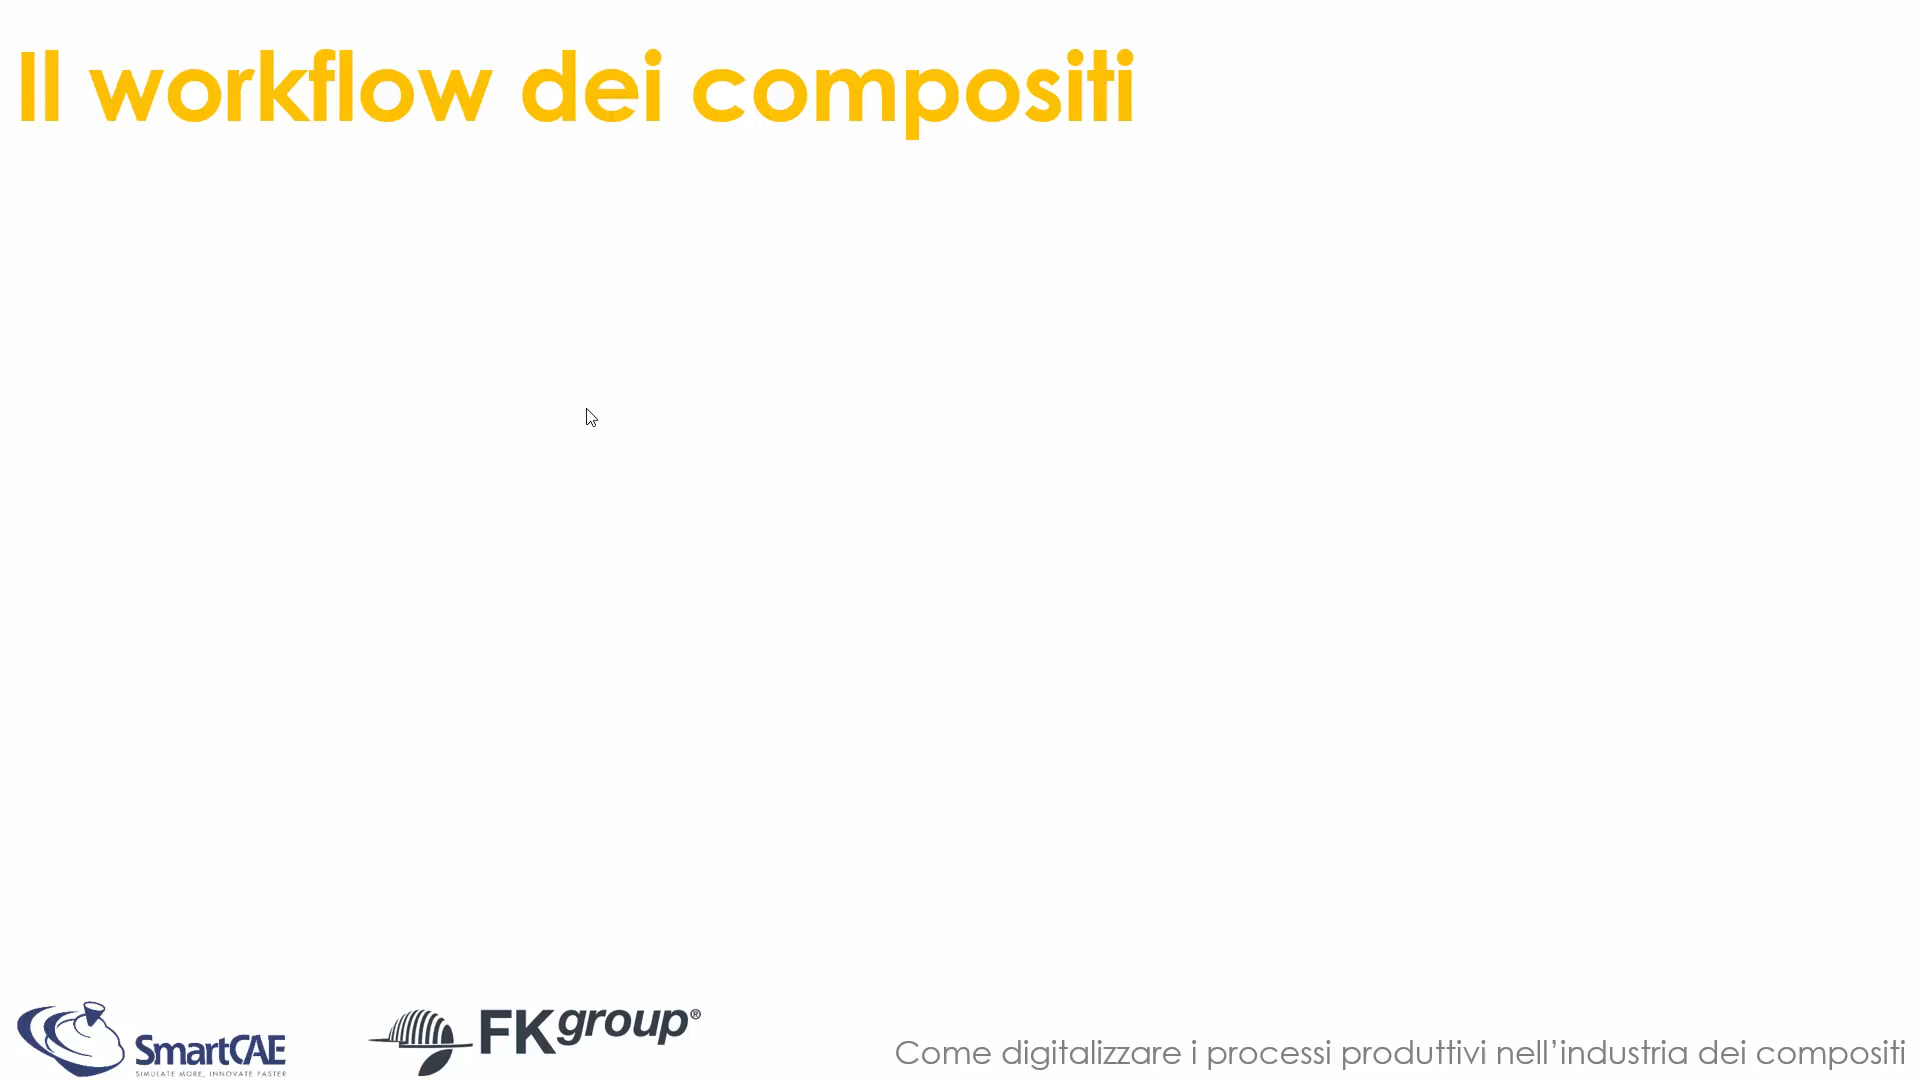 Il workflow dei compositi
SmartCAE
SIMULATE MORE, INNOVATE FASTER
FKgroup®
Come digitalizzare i processi produttivi nell’industria dei compositi